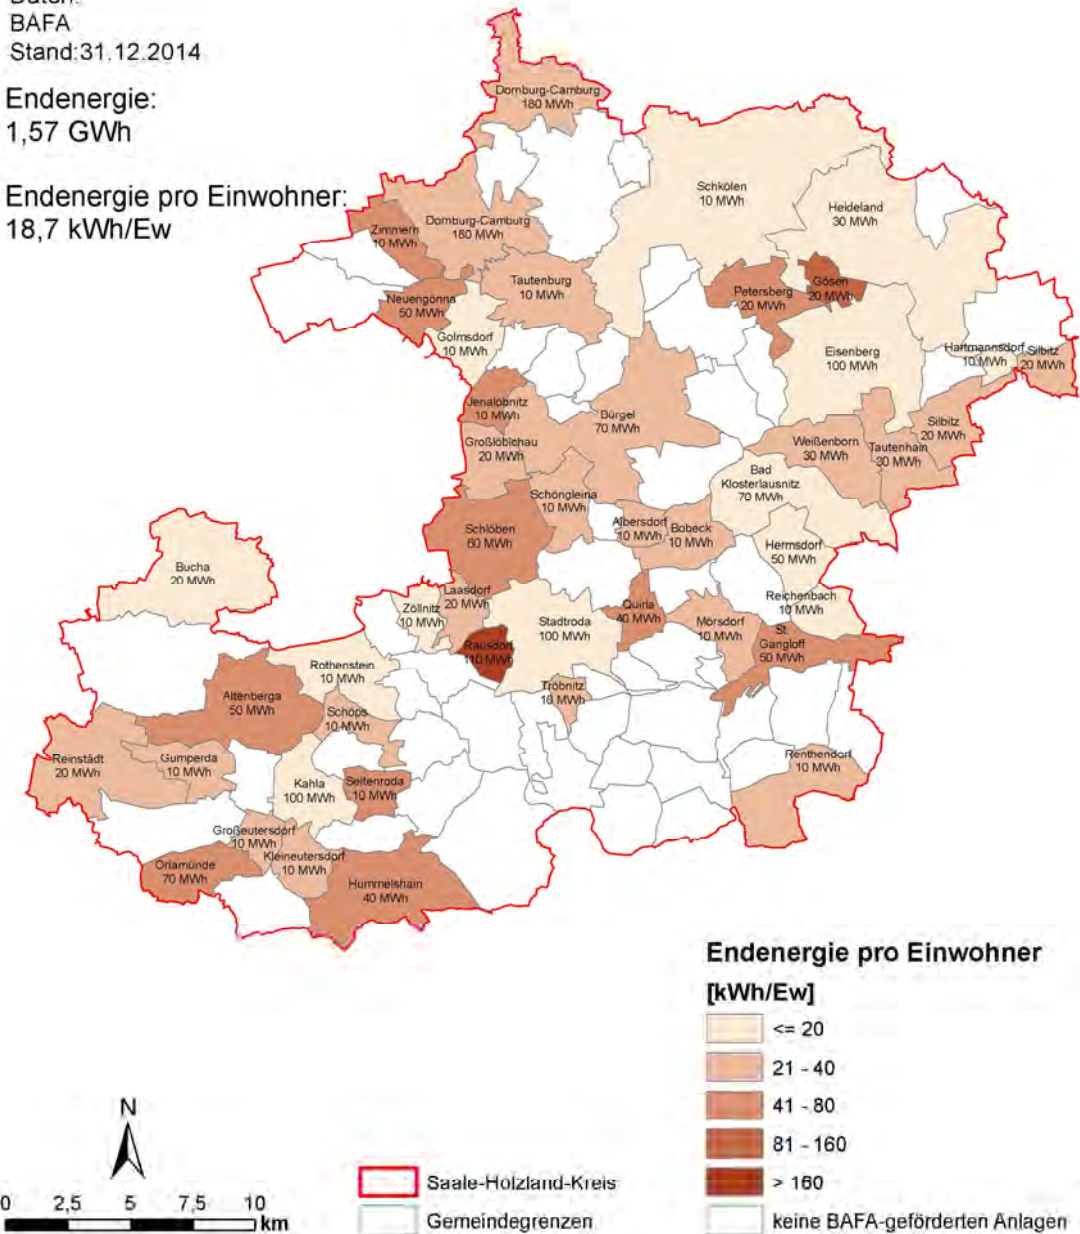 Daten:
BAFA
Stand:31.12.2014
Endenergie:
1,57 GWh
Endenergie pro Einwohner:
18,7 kWh/Ew
Dornburg-Camburg
180 MWh
Schkölen
10 MWh
Heideland
30 MWh
Dornburg-Camburg
180 MWh
Zimmern
10 MWh
Tautenburg
10 MWh
Gösen
20 MWh
Petersberg
20 MWh
Neuengönna
50 MWh
Golmsdorf
10 MWh
Eisenberg
100 MWh
Hartmannsdorf
10 MWh
Silbitz
20 MWh
Jenalöbnitz
10 MWh
Bürgel
70 MWh
Großlöbichau
20 MWh
Weißenborn
30 MWh
Tautenhain
30 MWh
Silbitz
20 MWh
Bad
Klosterlausnitz
70 MWh
Schöngleina
10 MWh
Schlöben
60 MWh
Albersdorf
10 MWh
Bobeck
10 MWh
Hermsdorf
50 MWh
Bucha
20 MWh
Laasdorf
20 MWh
Zöllnitz
10 MWh
Stadtroda
100 MWh
Quirla
40 MWh
Reichenbach
10 MWh
Mörsdorf
10 MWh
St.
Gangloff
50 MWh
Rausdorf
110 MWh
Rothenstein
10 MWh
Tröbnitz
10 MWh
Altenberga
50 MWh
Schöps
10 MWh
Reinstädt
20 MWh
Gumperda
10 MWh
Renthendorf
10 MWh
Kahla
100 MWh
Seitenroda
10 MWh
Großeutersdorf
10 MWh
Kleineutersdorf
10 MWh
Orlamünde
70 MWh
Hummelshain
40 MWh
Endenergie pro Einwohner
[kWh/Ew]
<= 20
21 - 40
41 - 80
81 - 160
> 160
keine BAFA-geförderten Anlagen
N
0 2,5 5 7,5 10
km
Saale-Holzland-Kreis
Gemeindegrenzen